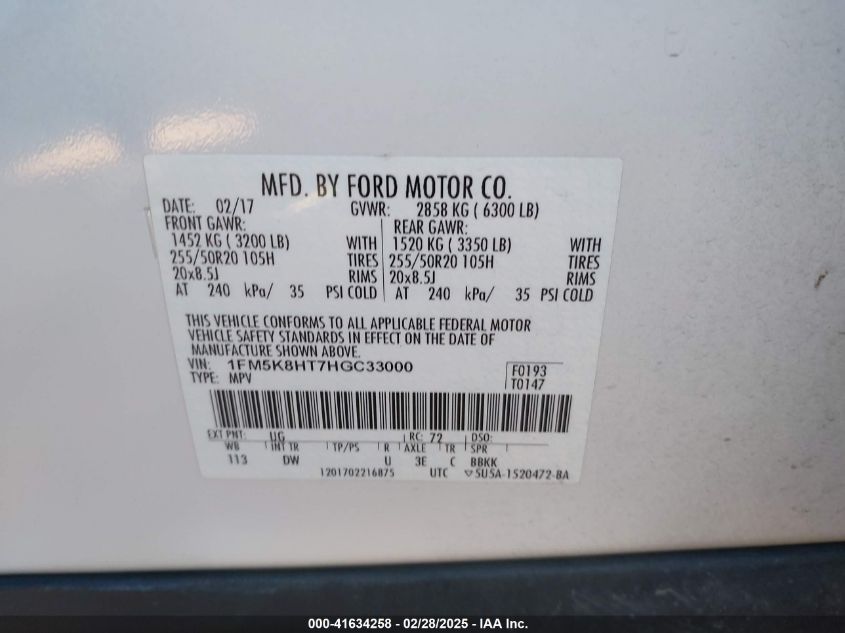 MFD. BY FORD MOTOR CO.
DATE: 02/17 GVWR: 2858 KG ( 6300 LB)
FRONT GAWR: REAR GAWR:
1452 KG ( 3200 LB) WITH 1520 KG ( 3350 LB) WITH
255/50R20 105H TIRES 255/50R20 105H TIRES
20x8.5J RIMS 20x8.5J RIMS
AT 240 kPa/ 35 PSI COLD AT 240 kPa/ 35 PSI COLD
THIS VEHICLE CONFORMS TO ALL APPLICABLE FEDERAL MOTOR
VEHICLE SAFETY STANDARDS IN EFFECT ON THE DATE OF
MANUFACTURE SHOWN ABOVE.
VIN: 1FM5K8HT7HGC33000 F0193
TYPE: MPV T0147
EXT PNT: UG RC: 72 DSO:
WB INT TR TP/PS R AXLE TR SPR
113 DW U 3E C BBKK
1201702216875 UTC ▽5U5A-1520472-BA
000-41634258 - 02/28/2025 - IAA Inc.